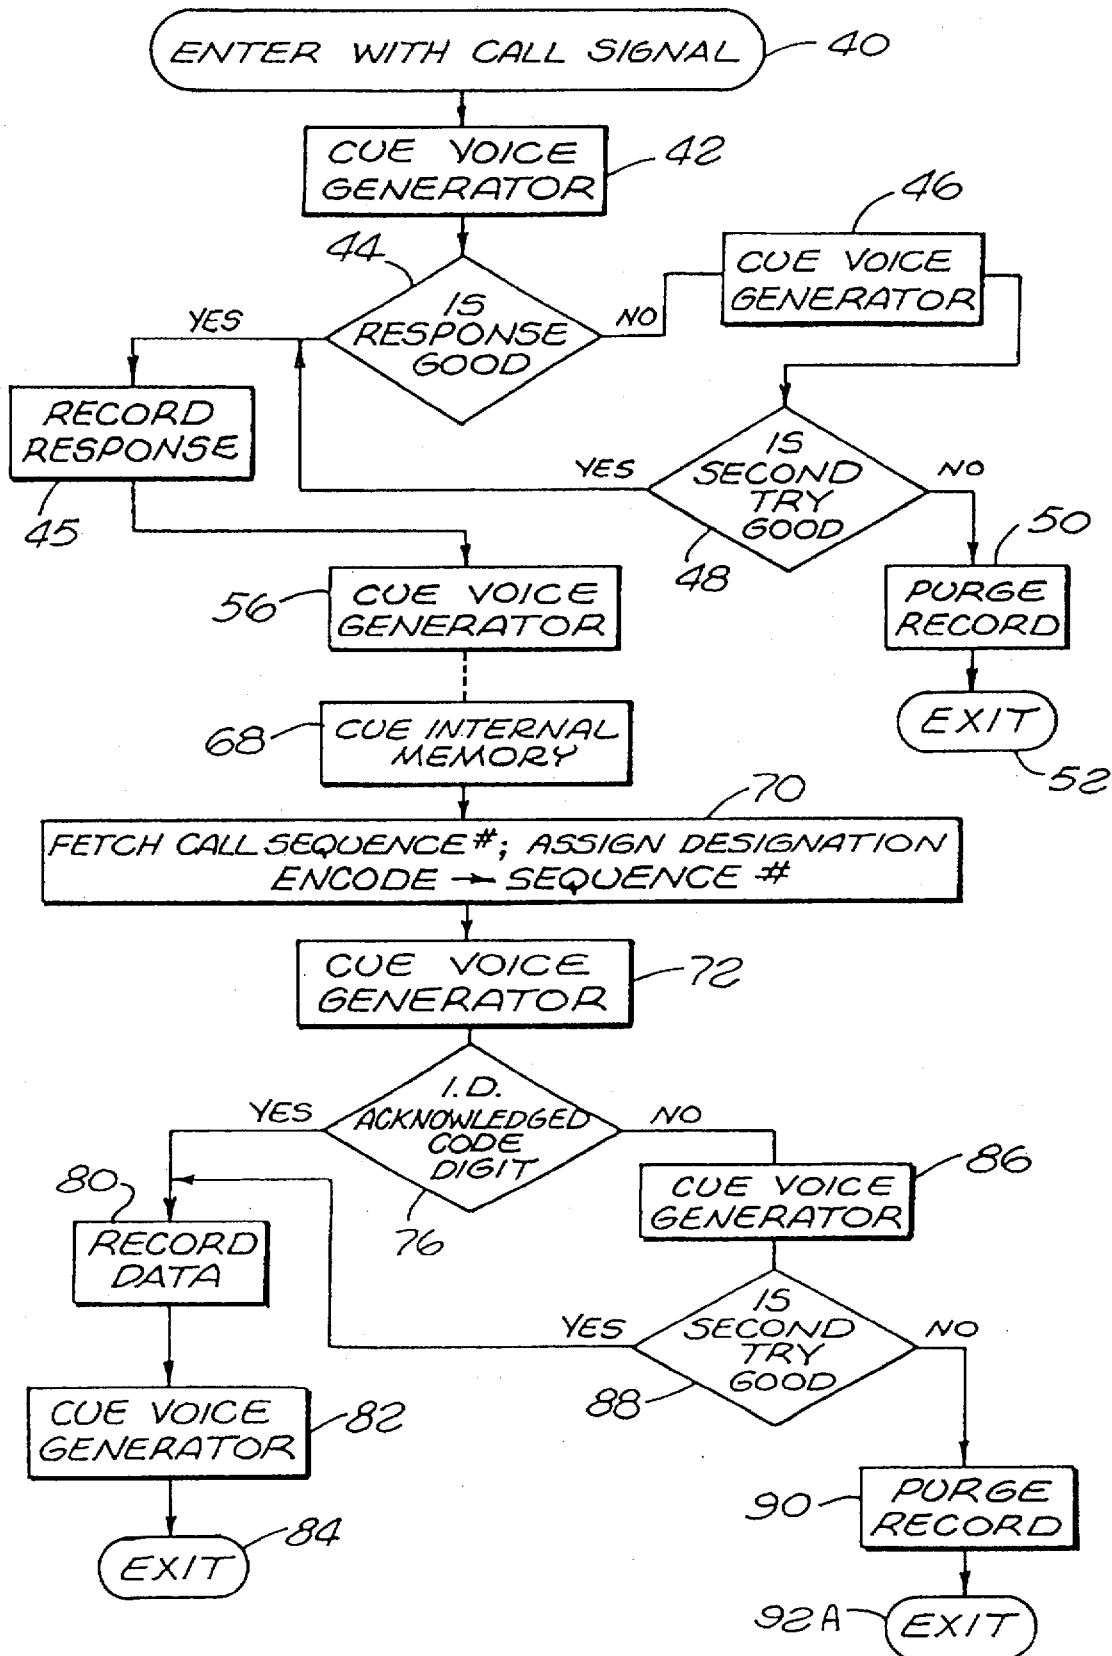 ENTER WITH CALL SIGNAL
40
CUE VOICE
GENERATOR
42
44
IS
RESPONSE
GOOD
YES
NO
46
CUE VOICE
GENERATOR
RECORD
RESPONSE
45
IS
SECOND
TRY
GOOD
YES
NO
48
50
PURGE
RECORD
EXIT
52
56
CUE VOICE
GENERATOR
68
CUE INTERNAL
MEMORY
70
FETCH CALL SEQUENCE #; ASSIGN DESIGNATION
ENCODE → SEQUENCE #
CUE VOICE
GENERATOR
72
I.D.
ACKNOWLEDGED
CODE
DIGIT
YES
NO
76
80
RECORD
DATA
CUE VOICE
GENERATOR
86
IS
SECOND
TRY
GOOD
YES
NO
88
CUE VOICE
GENERATOR
82
EXIT
84
90
PURGE
RECORD
92A
EXIT